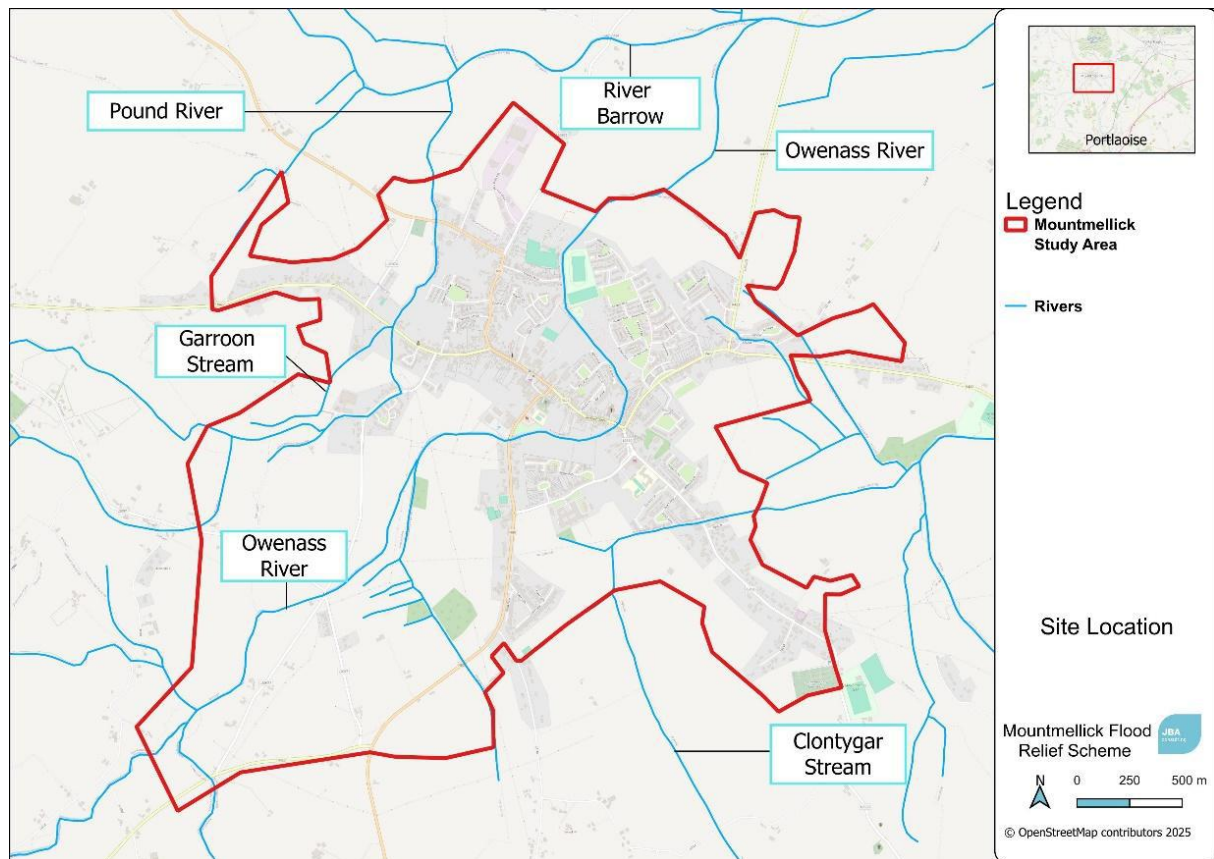 Pound River
River
Barrow
Owenass River
Garroon
Stream
Owenass
River
Clontygar
Stream
Portlaoise
Legend
Mountmellick
Study Area
Rivers
Site Location
Mountmellick Flood
Relief Scheme
JBA
N
0 250 500 m
© OpenStreetMap contributors 2025